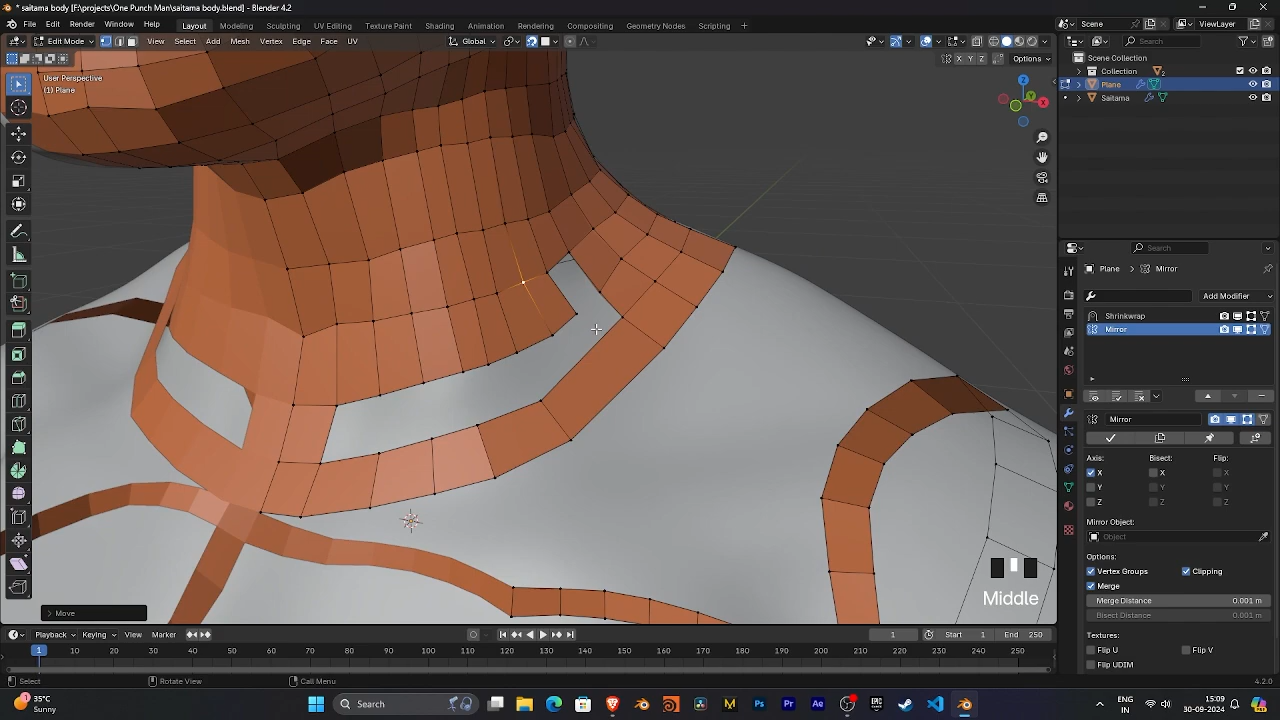 * saitama body [F:\projects\One Punch Man\saitama body.blend] - Blender 4.2
File Edit Render Window Help Layout Modeling Sculpting UV Editing Texture Paint Shading Animation Rendering Compositing Geometry Nodes Scripting + Scene ViewLayer
Edit Mode View Select Add Mesh Vertex Edge Face UV Global Search
X Y Z Options
User Perspective
(1) Plane
Scene Collection
Collection 2
Plane
Saitama
X
Y
Z
Search
Plane > Mirror
Add Modifier
Shrinkwrap
Mirror
Mirror
Axis: Bisect: Flip:
X X X
Y Y Y
Z Z Z
Mirror Object:
Object
Options:
Vertex Groups Clipping
Merge
Merge Distance 0.001 m
Bisect Distance 0.001 m
Textures:
Flip U Flip V
Flip UDIM
Middle
> Move
Playback Keying View Marker 1 Start 1 End 250
1 10 20 30 40 50 60 70 80 90 100 110 120 130 140 150 160 170 180 190 200 210 220 230 240 250
Select Rotate View Call Menu 4.2.0
35°C
Sunny
Search
M Ps Pr Ae
ENG
IN
15:09
30-09-2024